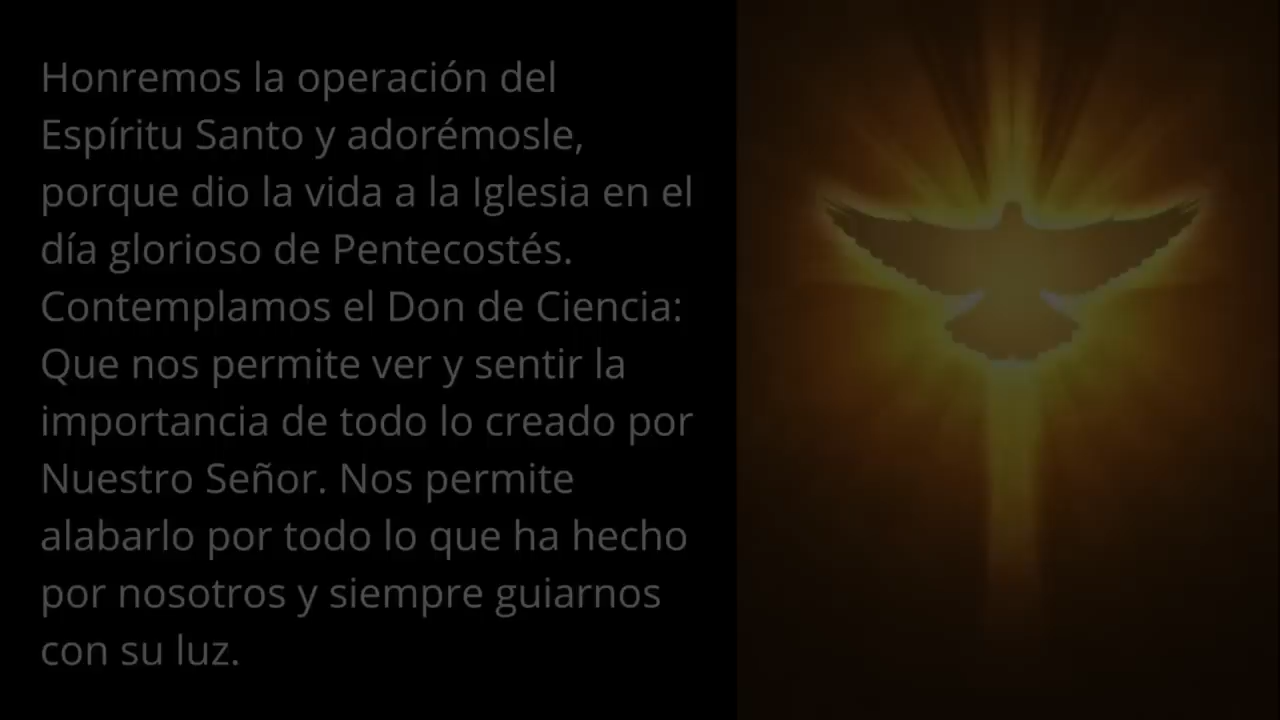 Honremos la operación del
Espíritu Santo y adorémosle,
porque dio la vida a la Iglesia en el
día glorioso de Pentecostés.
Contemplamos el Don de Ciencia:
Que nos permite ver y sentir la
importancia de todo lo creado por
Nuestro Señor. Nos permite
alabarlo por todo lo que ha hecho
por nosotros y siempre guiarnos
con su luz.